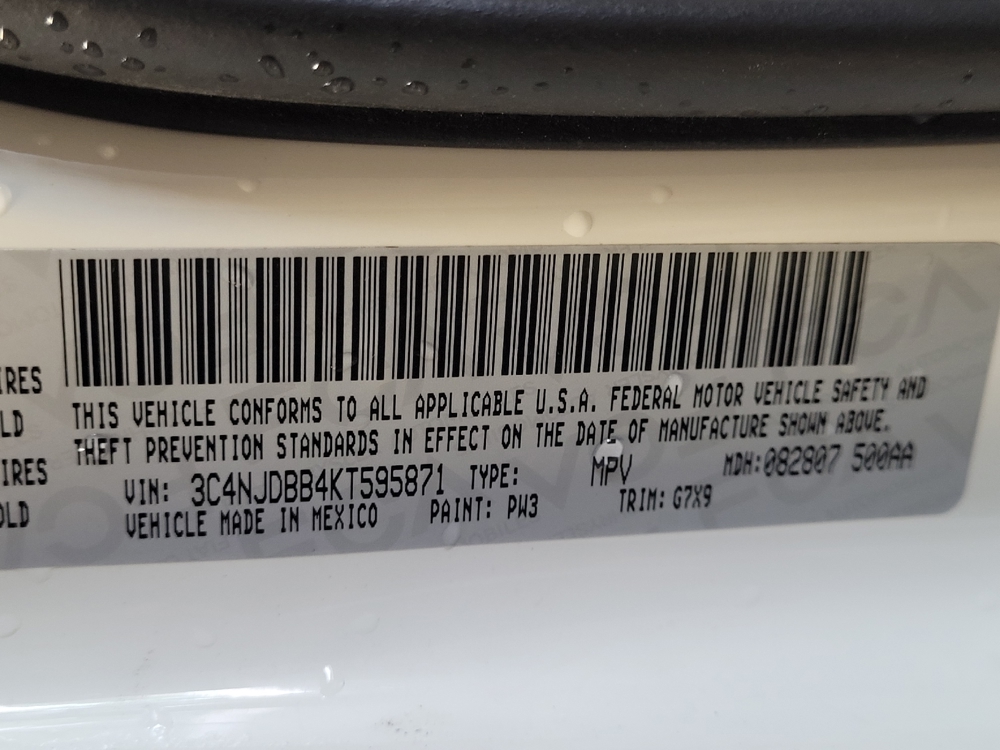 IRES
LD
IRES
OLD
THIS VEHICLE CONFORMS TO ALL APPLICABLE U.S.A. FEDERAL MOTOR VEHICLE SAFETY AND
THEFT PREVENTION STANDARDS IN EFFECT ON THE DATE OF MANUFACTURE SHOWN ABOVE.
VIN: 3C4NJDBB4KT595871 TYPE: MPV MDH:082807 500AA
VEHICLE MADE IN MEXICO PAINT: PW3 TRIM: G7X9